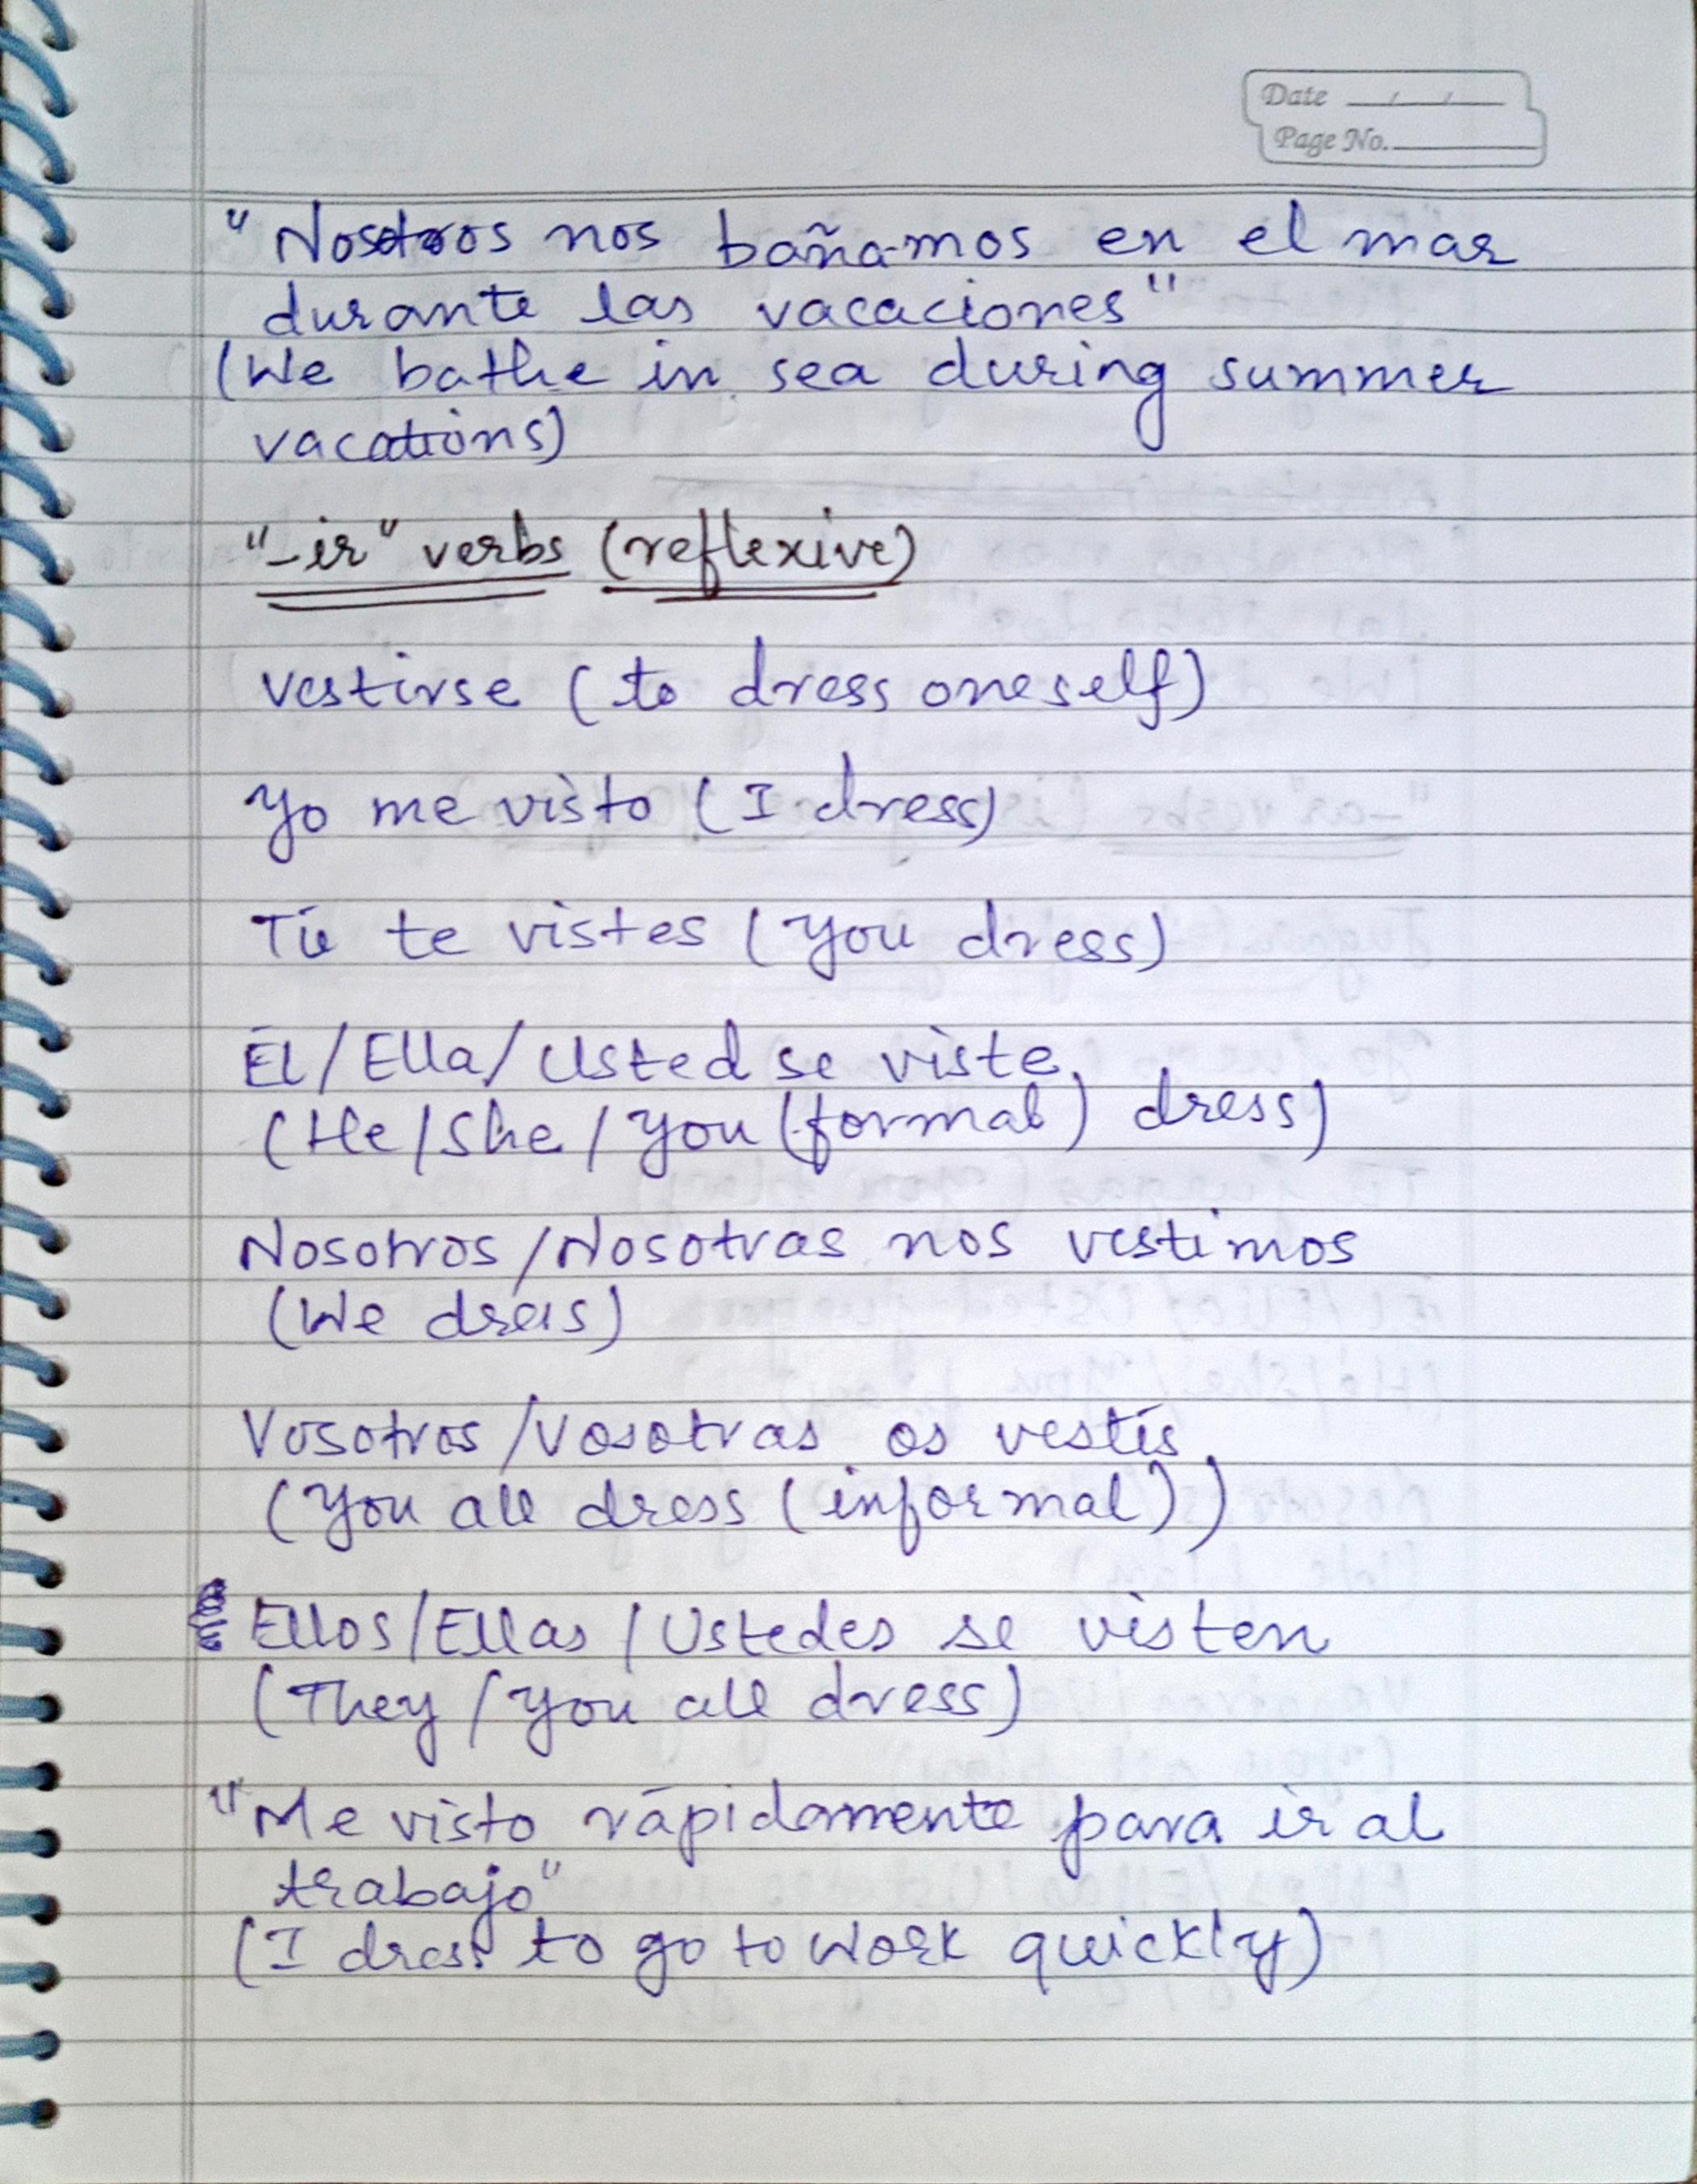 Date __/__/__
Page No.
"Nosotros nos bañamos en el mar
durante las vacaciones"
(We bathe in sea during summer
vacations)
"-ir" verbs (reflexive)
vestirse (to dress oneself)
Yo me visto (I dress)
Tú te vistes (you dress)
Él/Ella/Usted se viste
(He/She/you (formal) dress)
Nosotros/Nosotras nos vestimos
(We dress)
Vosotros/Vosotras os vestís
(you all dress (informal))
Ellos/Ellas/Ustedes se visten
(They/you all dress)
"Me visto rápidamente para ir al
trabajo"
(I dress to go to work quickly)